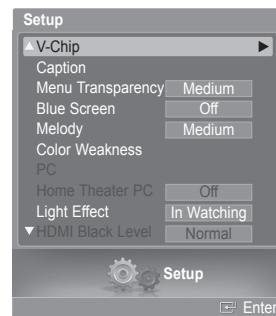 Setup
V-Chip
Caption
Menu Transparency Medium
Blue Screen Off
Melody Medium
Color Weakness
PC
Home Theater PC Off
Light Effect In Watching
HDMI Black Level Normal
Setup
Enter